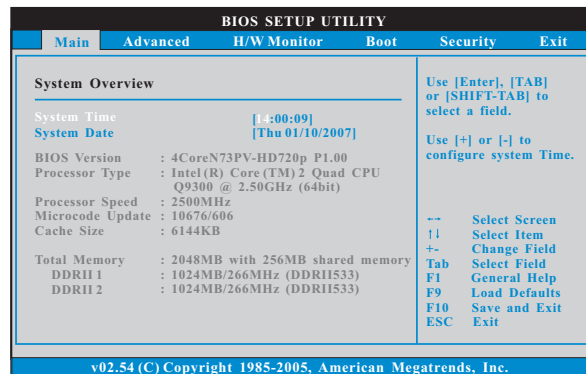 BIOS SETUP UTILITY
Main Advanced H/W Monitor Boot Security Exit
System Overview
System Time [14:00:09]
System Date [Thu 01/10/2007]
BIOS Version : 4CoreN73PV-HD720p P1.00
Processor Type : Intel(R) Core(TM) 2 Quad CPU
Q9300 @ 2.50GHz (64bit)
Processor Speed : 2500MHz
Microcode Update : 10676/606
Cache Size : 6144KB
Total Memory : 2048MB with 256MB shared memory
DDRII 1 : 1024MB/266MHz (DDRII533)
DDRII 2 : 1024MB/266MHz (DDRII533)
Use [Enter], [TAB]
or [SHIFT-TAB] to
select a field.
Use [+] or [-] to
configure system Time.
←→ Select Screen
↑↓ Select Item
+- Change Field
Tab Select Field
F1 General Help
F9 Load Defaults
F10 Save and Exit
ESC Exit
v02.54 (C) Copyright 1985-2005, American Megatrends, Inc.